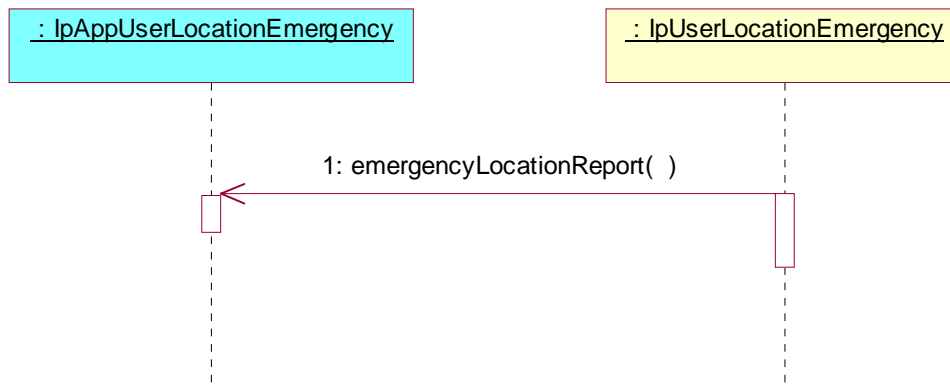 : IpAppUserLocationEmergency
: IpUserLocationEmergency
1: emergencyLocationReport( )